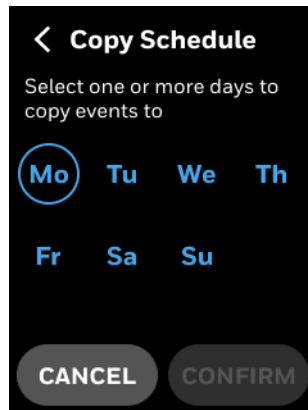 Copy Schedule
Select one or more days to
copy events to
Mo Tu We Th
Fr Sa Su
CANCEL CONFIRM